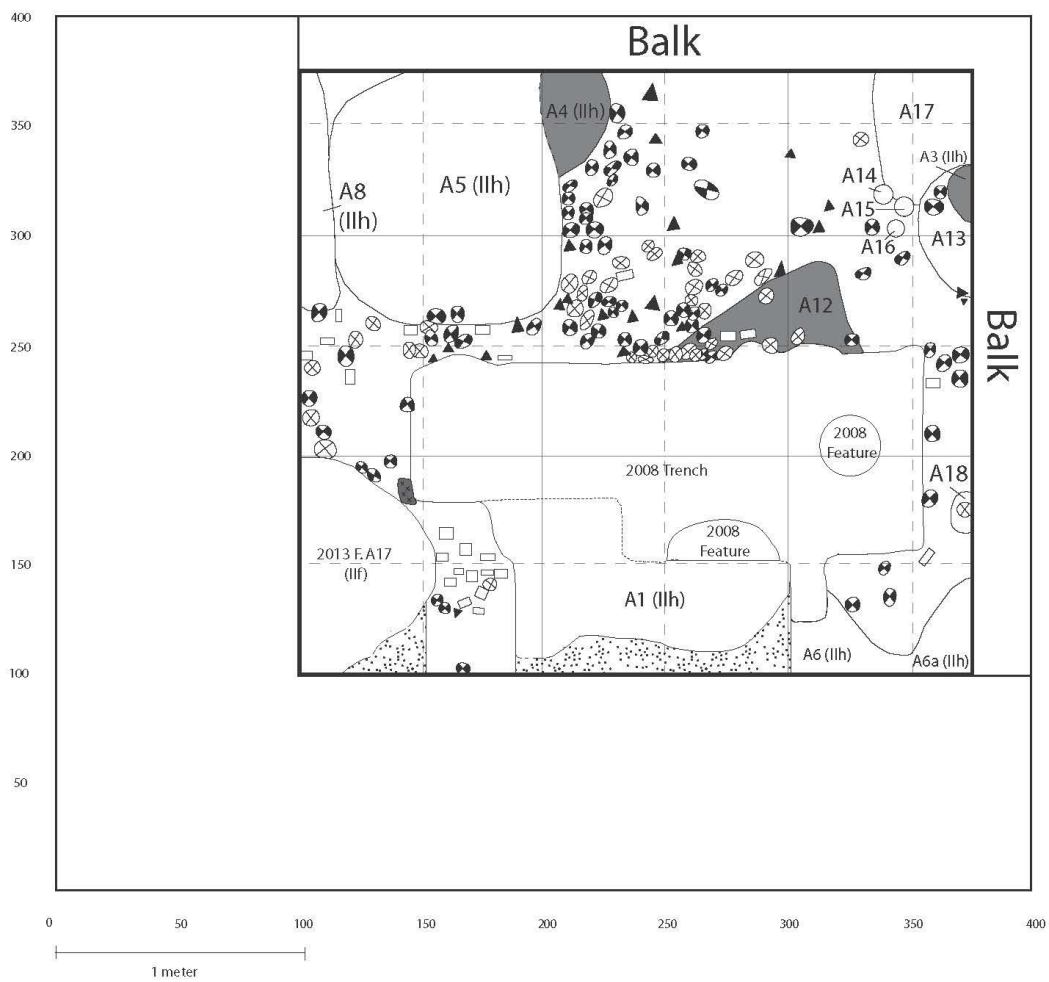 400
Balk
350
A4 (IIh)
A17
A3 (IIh)
A14
A8
(IIh)
A5 (IIh)
A15
300
A16
A13
A12
Balk
250
2008
Feature
200
2008 Trench
A18
2008
Feature
2013 F. A17
(IIf)
150
A1 (IIh)
A6 (IIh)
A6a (IIh)
100
50
0
50
100
150
200
250
300
350
400
1 meter